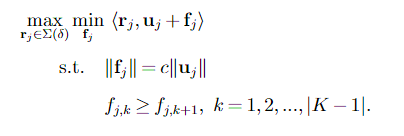 max min ⟨r_j, u_j + f_j⟩
r_j∈Σ(δ) f_j
s.t. ‖f_j‖ = c‖u_j‖
f_{j,k} ≥ f_{j,k+1}, k = 1, 2, ..., |K − 1|.